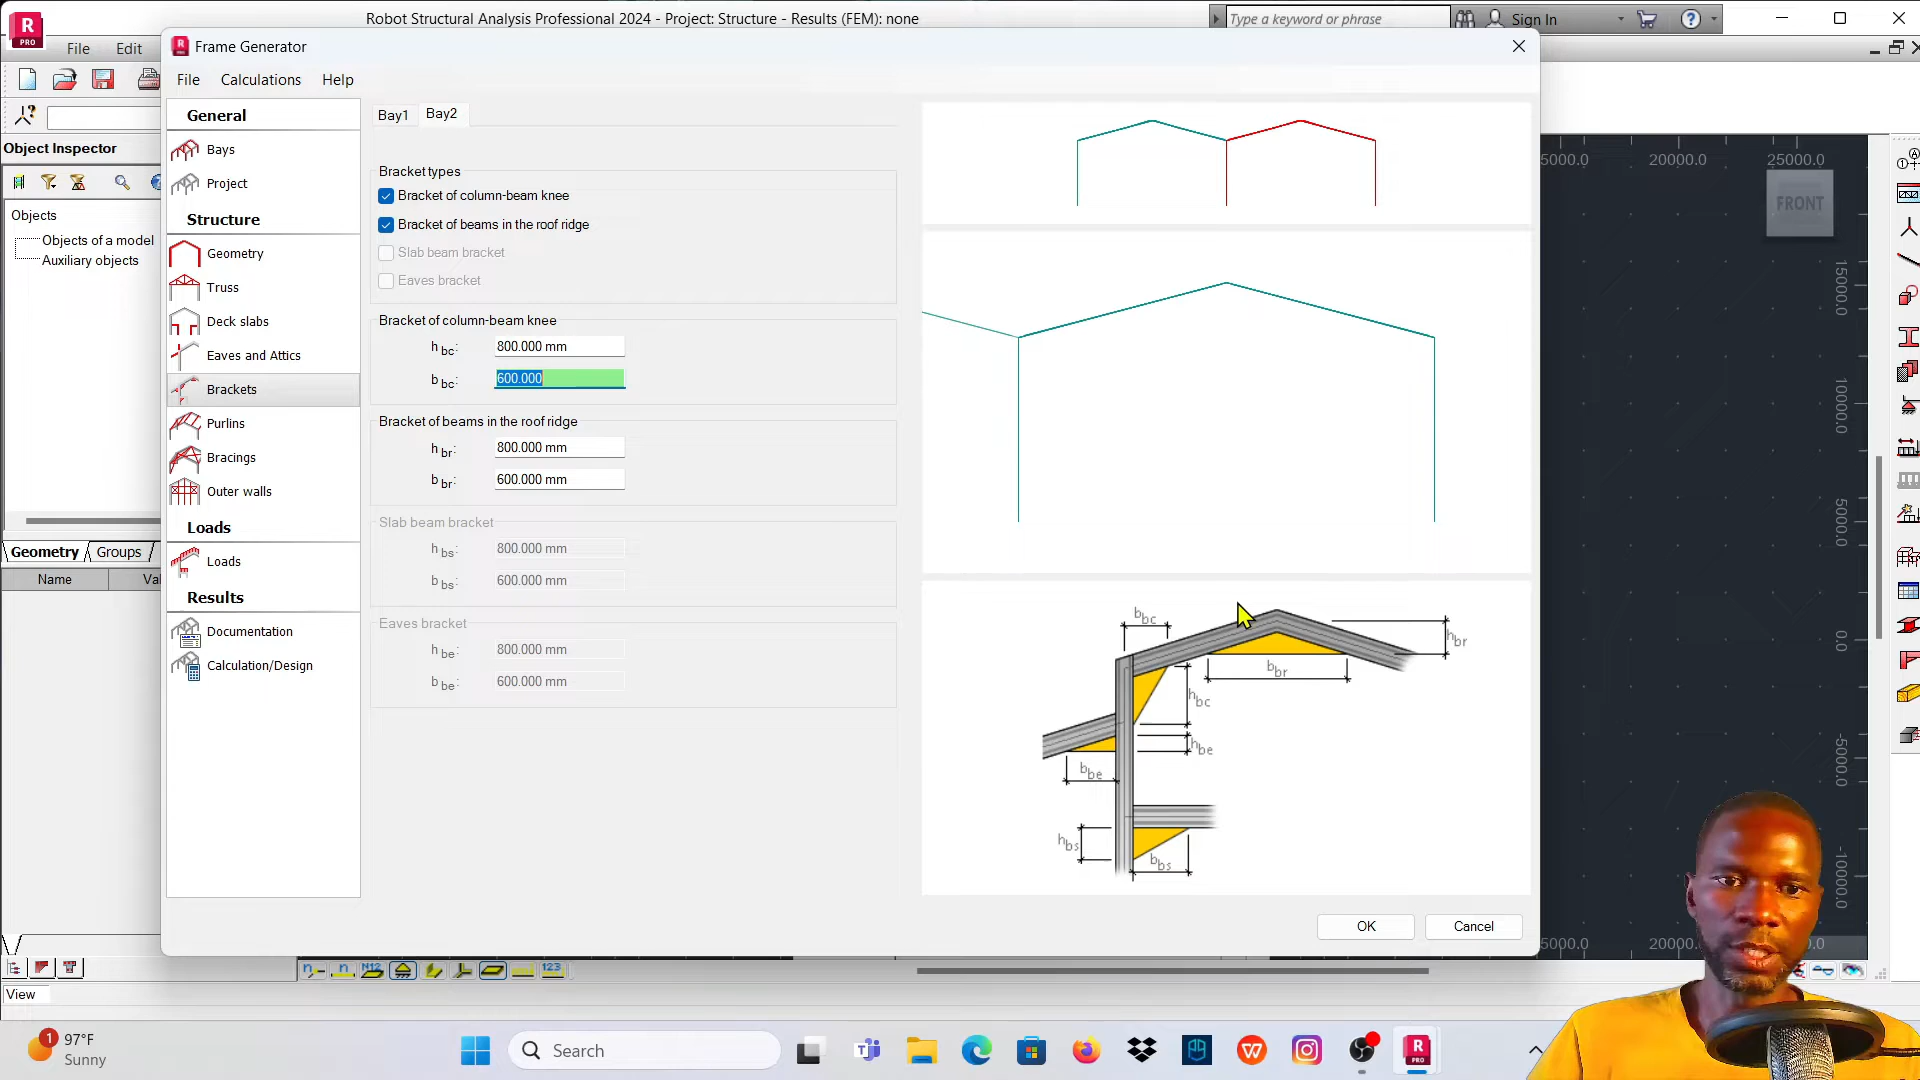 Robot Structural Analysis Professional 2024 - Project: Structure - Results (FEM): none
Type a keyword or phrase
Sign In
R
PRO
File
Edit
Frame Generator
File
Calculations
Help
General
Bays
Project
Structure
Geometry
Truss
Deck slabs
Eaves and Attics
Brackets
Purlins
Bracings
Outer walls
Loads
Loads
Results
Documentation
Calculation/Design
Object Inspector
Objects
Objects of a model
Auxiliary objects
Geometry
Groups
Name
Val
Bay1
Bay2
Bracket types
Bracket of column-beam knee
Bracket of beams in the roof ridge
Slab beam bracket
Eaves bracket
Bracket of column-beam knee
h bc: 800.000 mm
b bc: 600.000
Bracket of beams in the roof ridge
h br: 800.000 mm
b br: 600.000 mm
Slab beam bracket
h bs: 800.000 mm
b bs: 600.000 mm
Eaves bracket
h be: 800.000 mm
b be: 600.000 mm
b bc
h br
b br
h bc
h be
b be
h bs
b bs
OK
Cancel
5000.0
20000.0
25000.0
FRONT
15000.0
10000.0
5000.0
0.0
-5000.0
-10000.0
5000.0
View
1
97°F
Sunny
Search
R
PRO